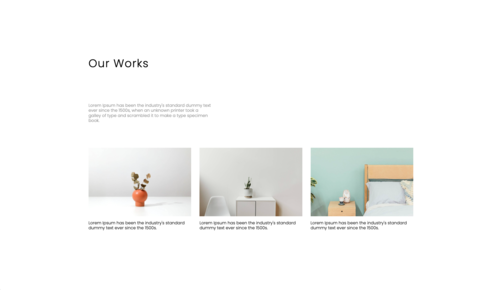 Our Works
Lorem ipsum has been the industry's standard dummy text
ever since the 1500s, when an unknown printer took a
galley of type and scrambled it to make a type specimen
book
Lorem ipsum has been the industry's standard
dummy text ever since the 1500s.
Lorem ipsum has been the industry's standard
dummy text ever since the 1500s.
Lorem ipsum has been the industry's standard
dummy text ever since the 1500s.